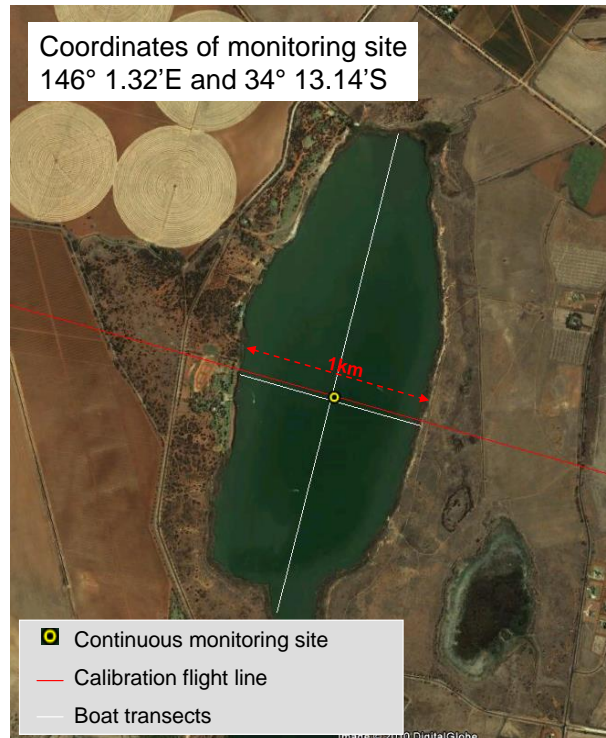 Coordinates of monitoring site
146° 1.32’E and 34° 13.14’S
1km
Continuous monitoring site
Calibration flight line
Boat transects
Image © 2010 DigitalGlobe